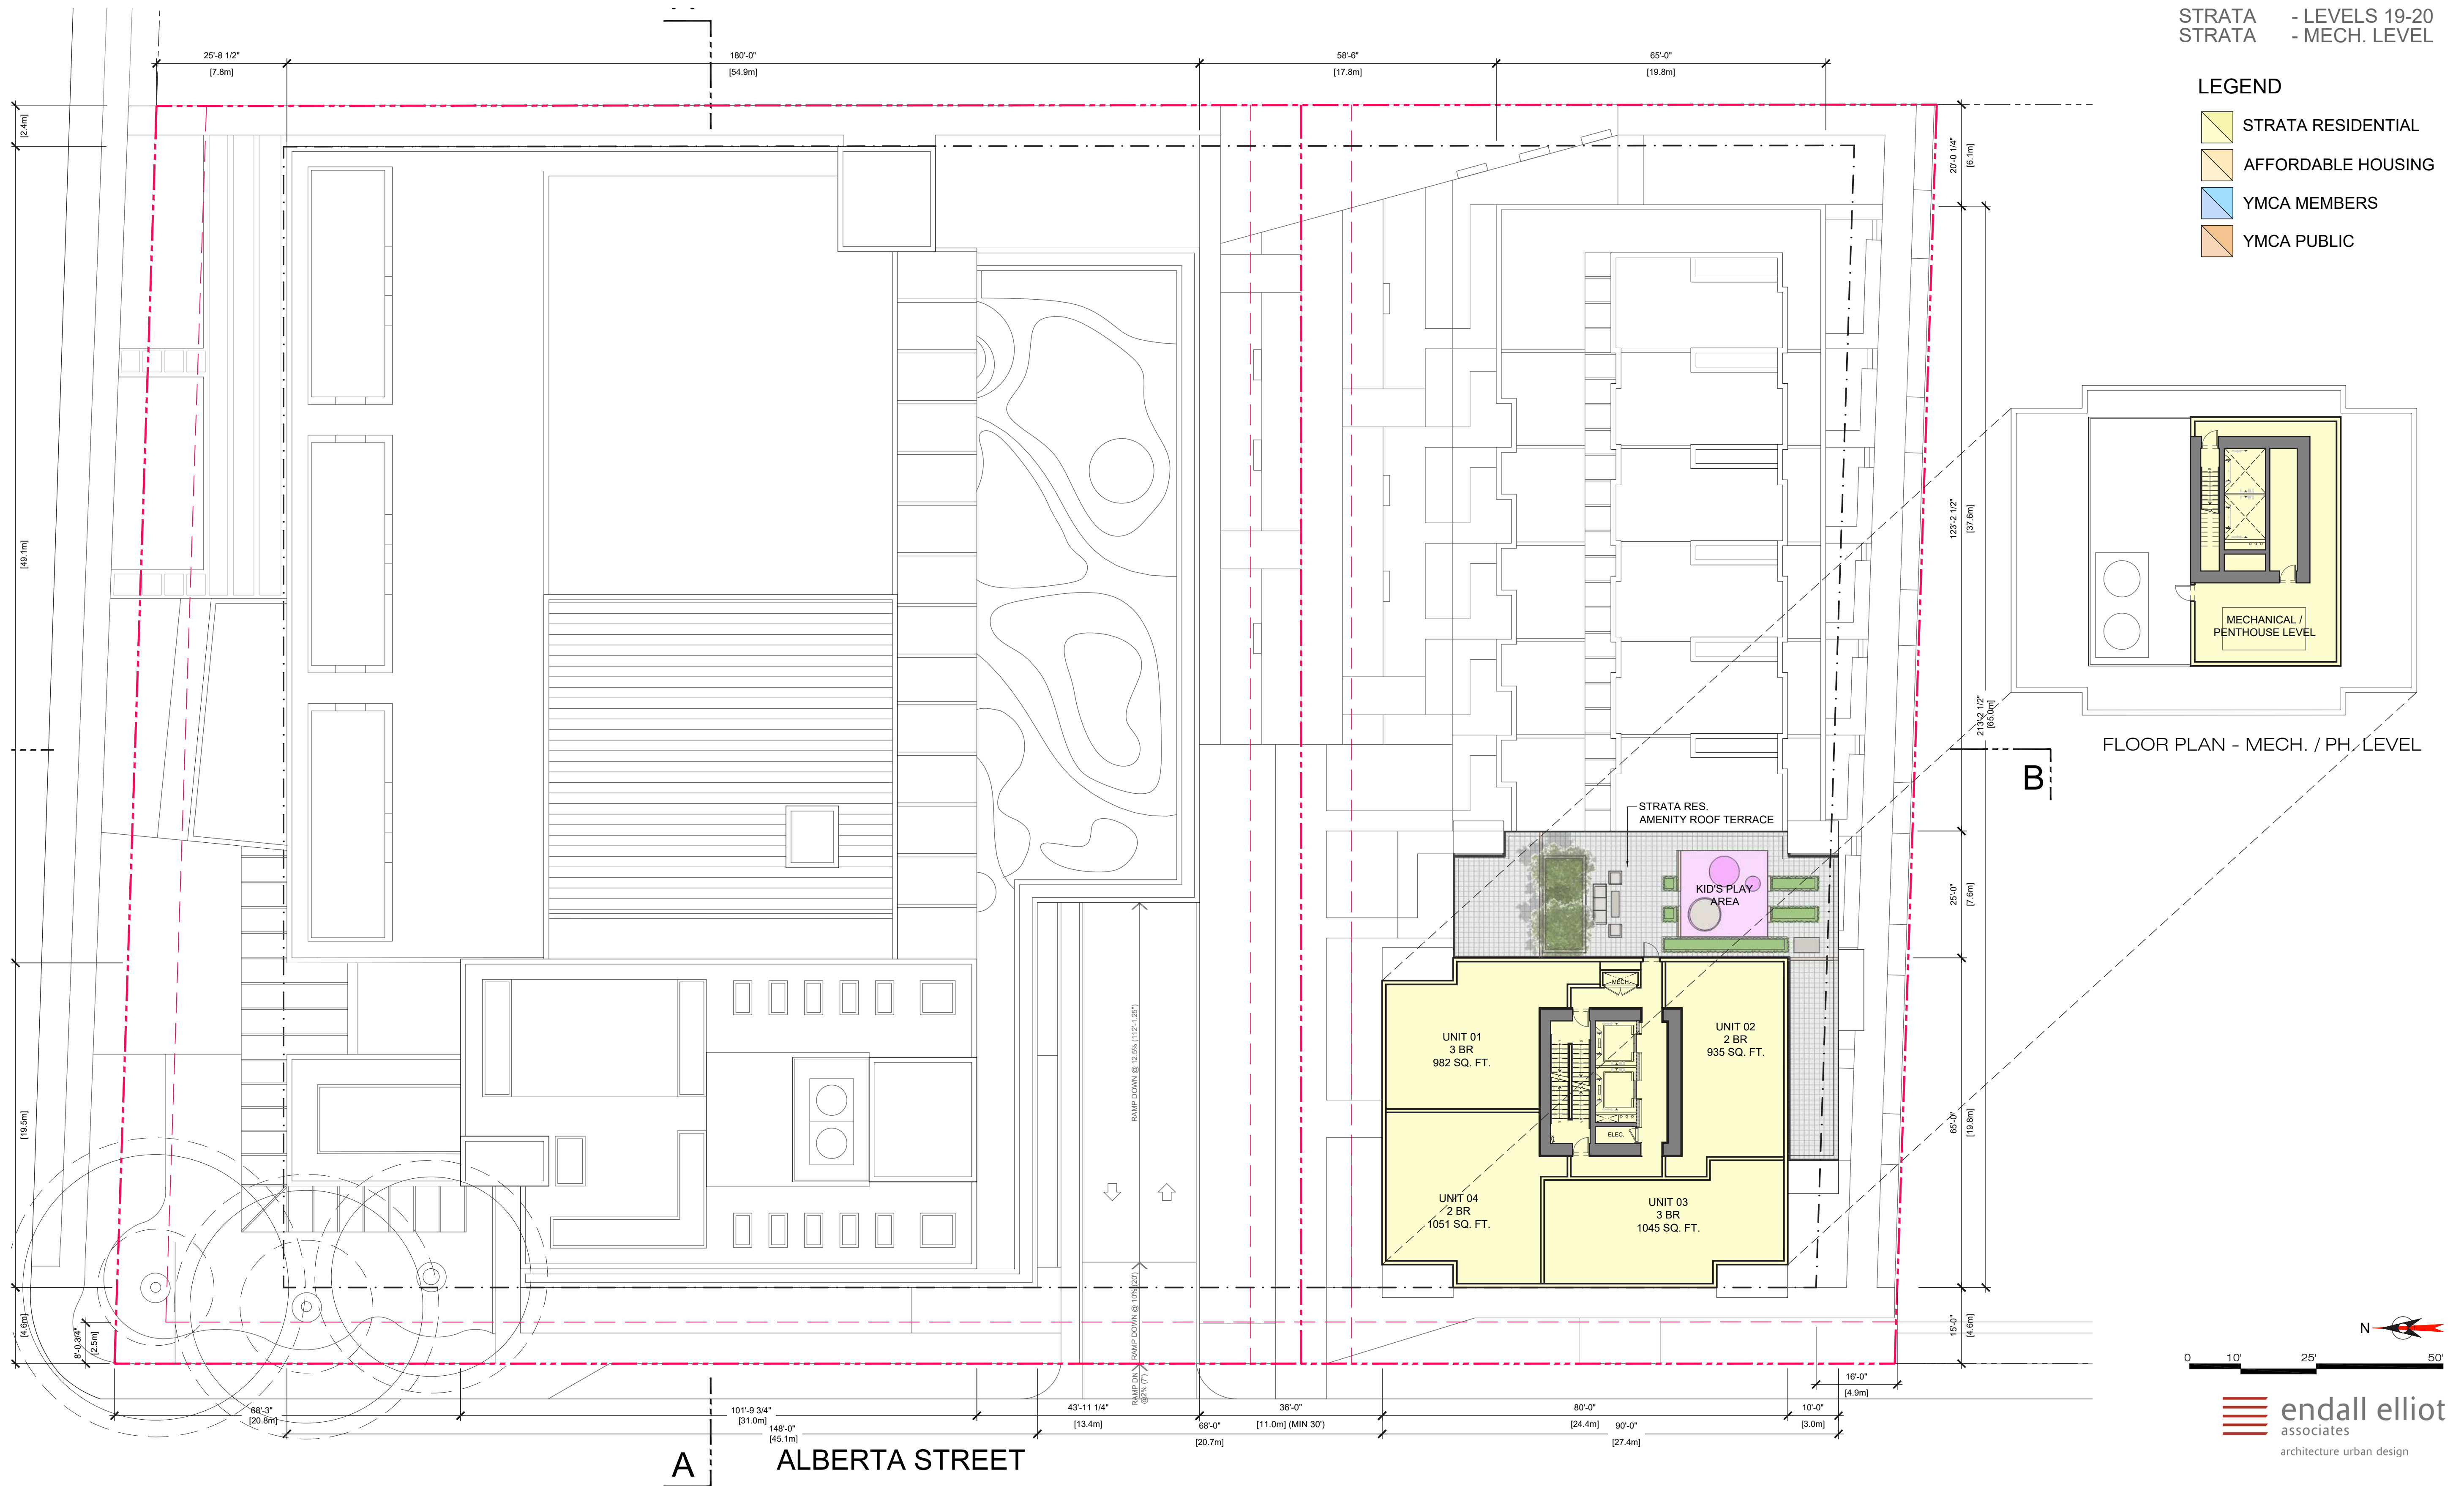 STRATA - LEVELS 19-20
STRATA - MECH. LEVEL
LEGEND
STRATA RESIDENTIAL
AFFORDABLE HOUSING
YMCA MEMBERS
YMCA PUBLIC
25'-8 1/2"
[7.8m]
180'-0"
[54.9m]
58'-6"
[17.8m]
65'-0"
[19.8m]
[2.4m]
[49.1m]
[19.5m]
[4.6m]
8'-0 3/4"
[2.5m]
20'-0 1/4"
[6.1m]
123'-2 1/2"
[37.6m]
213'-2 1/2"
[65.0m]
25'-0"
[7.6m]
65'-0"
[19.8m]
15'-0"
[4.6m]
MECHANICAL /
PENTHOUSE LEVEL
FLOOR PLAN - MECH. / PH. LEVEL
B
STRATA RES.
AMENITY ROOF TERRACE
KID'S PLAY
AREA
MECH.
UNIT 01
3 BR
982 SQ. FT.
UNIT 02
2 BR
935 SQ. FT.
ELEC.
UNIT 04
2 BR
1051 SQ. FT.
UNIT 03
3 BR
1045 SQ. FT.
RAMP DOWN @ 12.5% (112'-1.25")
RAMP DOWN @ 10% (20')
RAMP DN
@2% (7')
68'-3"
[20.8m]
101'-9 3/4"
[31.0m]
148'-0"
[45.1m]
43'-11 1/4"
[13.4m]
68'-0"
[20.7m]
36'-0"
[11.0m] (MIN 30')
80'-0"
[24.4m]
90'-0"
[27.4m]
10'-0"
[3.0m]
16'-0"
[4.9m]
A
ALBERTA STREET
N
0 10' 25' 50'
endall elliot
associates
architecture urban design